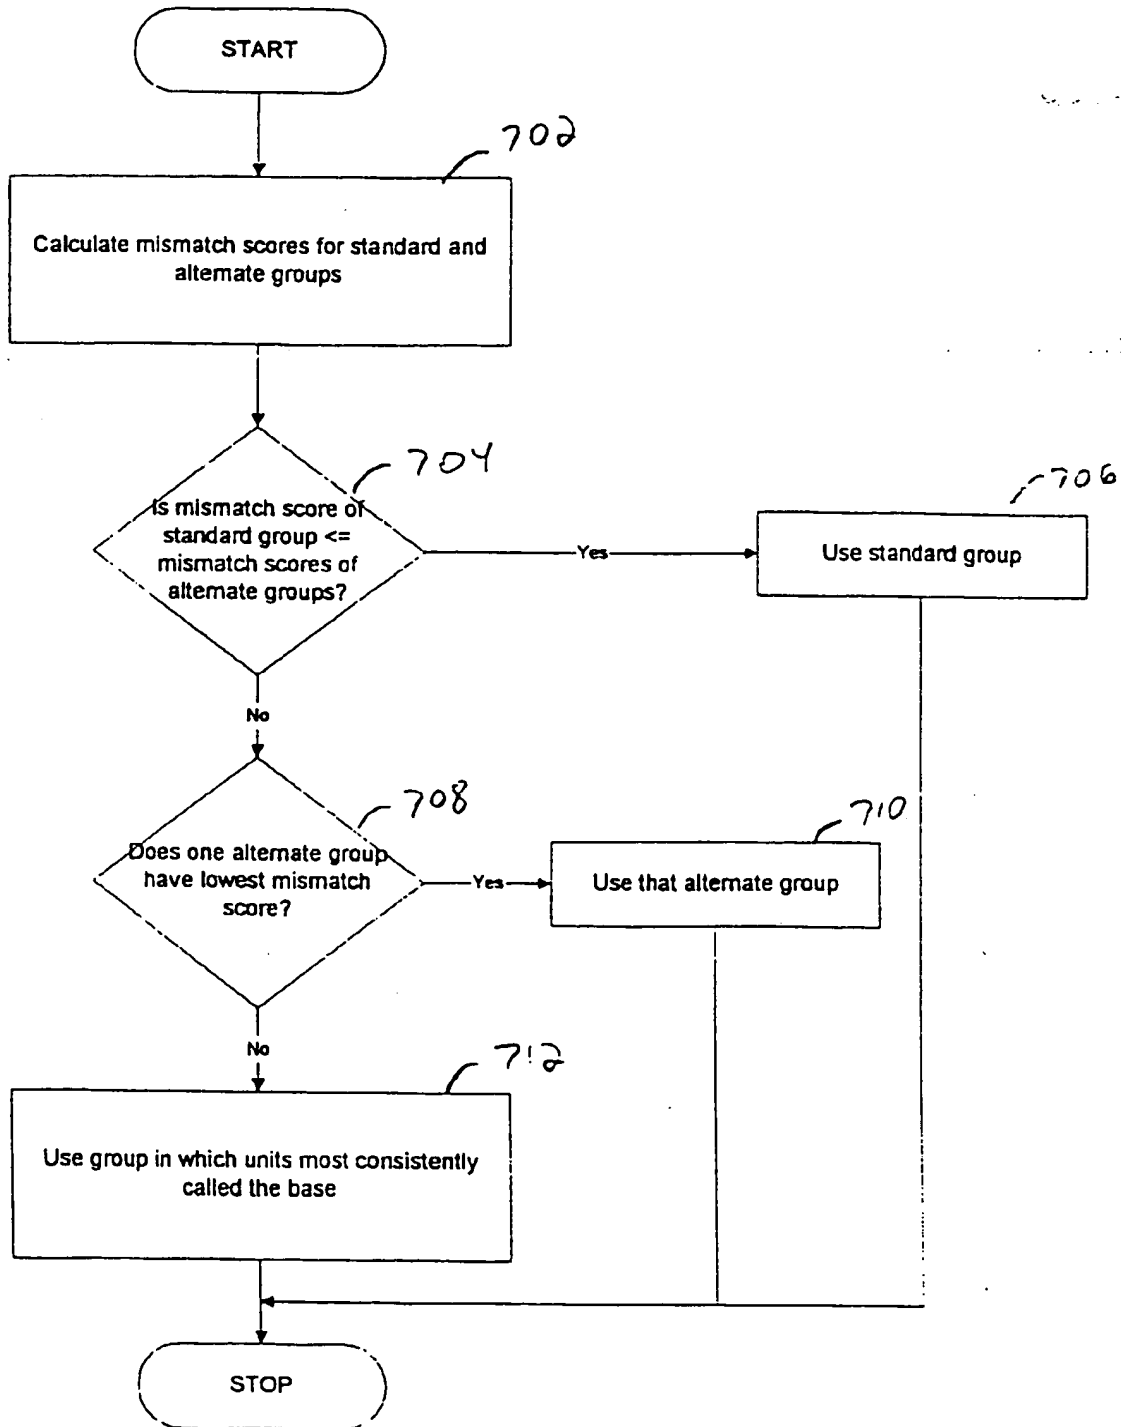 START
702
Calculate mismatch scores for standard and
alternate groups
704
Is mismatch score of
standard group <=
mismatch scores of
alternate groups?
Yes
706
Use standard group
No
708
Does one alternate group
have lowest mismatch
score?
Yes
710
Use that alternate group
No
712
Use group in which units most consistently
called the base
STOP